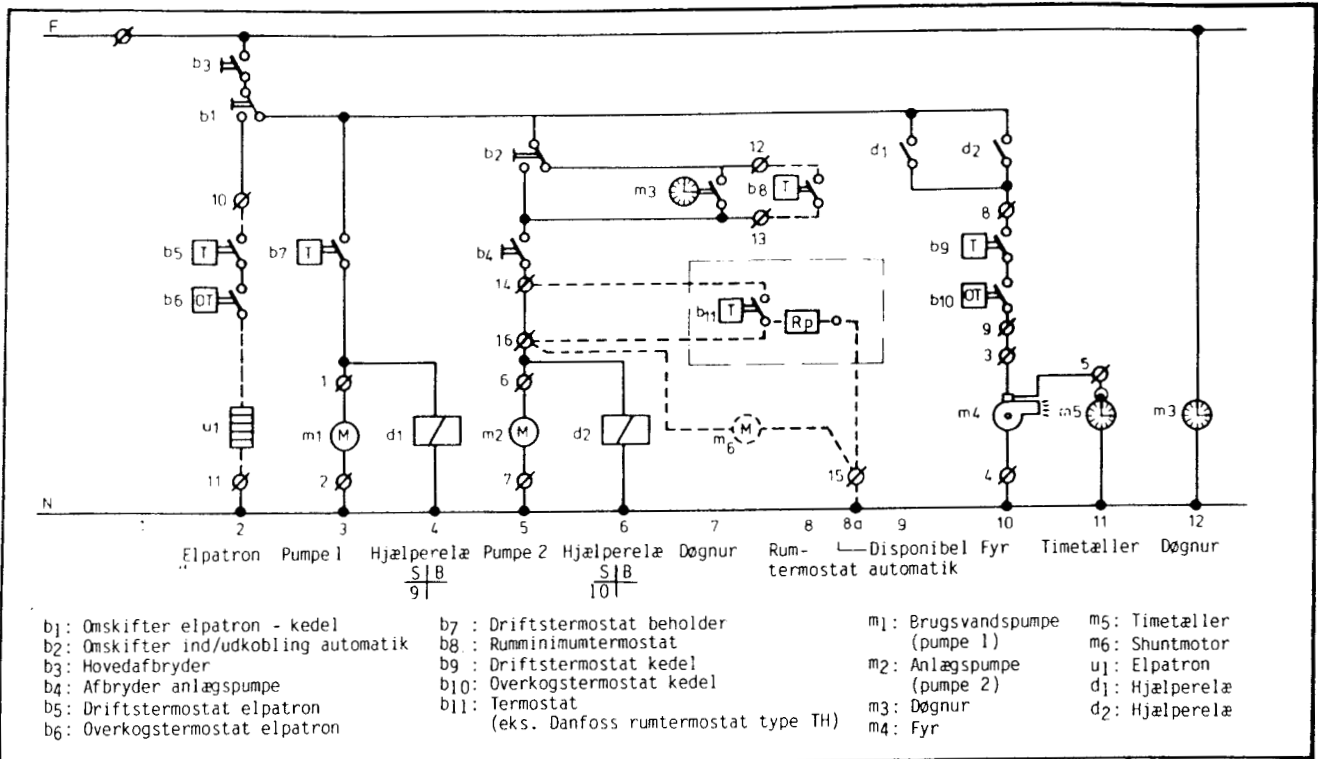 F
b3
b1
b2
12
d1
d2
m3
b8 T
10
8
13
b5 T
b7 T
b4
b9 T
b6 OT
14
b11 T
Rp
b10 OT
16
9
3
1
6
5
u1
m1 M
d1
m2 M
d2
m6 M
m4
m5
m3
11
2
7
15
4
N
2 3 4 5 6 7 8 8a 9 10 11 12
Elpatron Pumpe 1 Hjælperelæ Pumpe 2 Hjælperelæ Døgnur Rum- Disponibel Fyr Timetæller Døgnur
termostat automatik
S B S B
9 10
b1: Omskifter elpatron - kedel
b2: Omskifter ind/udkobling automatik
b3: Hovedafbryder
b4: Afbryder anlægspumpe
b5: Driftstermostat elpatron
b6: Overkogstermostat elpatron
b7 : Driftstermostat beholder
b8 : Rumminimumtermostat
b9 : Driftstermostat kedel
b10: Overkogstermostat kedel
b11: Termostat
(eks. Danfoss rumtermostat type TH)
m1: Brugsvandspumpe
(pumpe 1)
m2: Anlægspumpe
(pumpe 2)
m3: Døgnur
m4: Fyr
m5: Timetæller
m6: Shuntmotor
u1: Elpatron
d1: Hjælperelæ
d2: Hjælperelæ